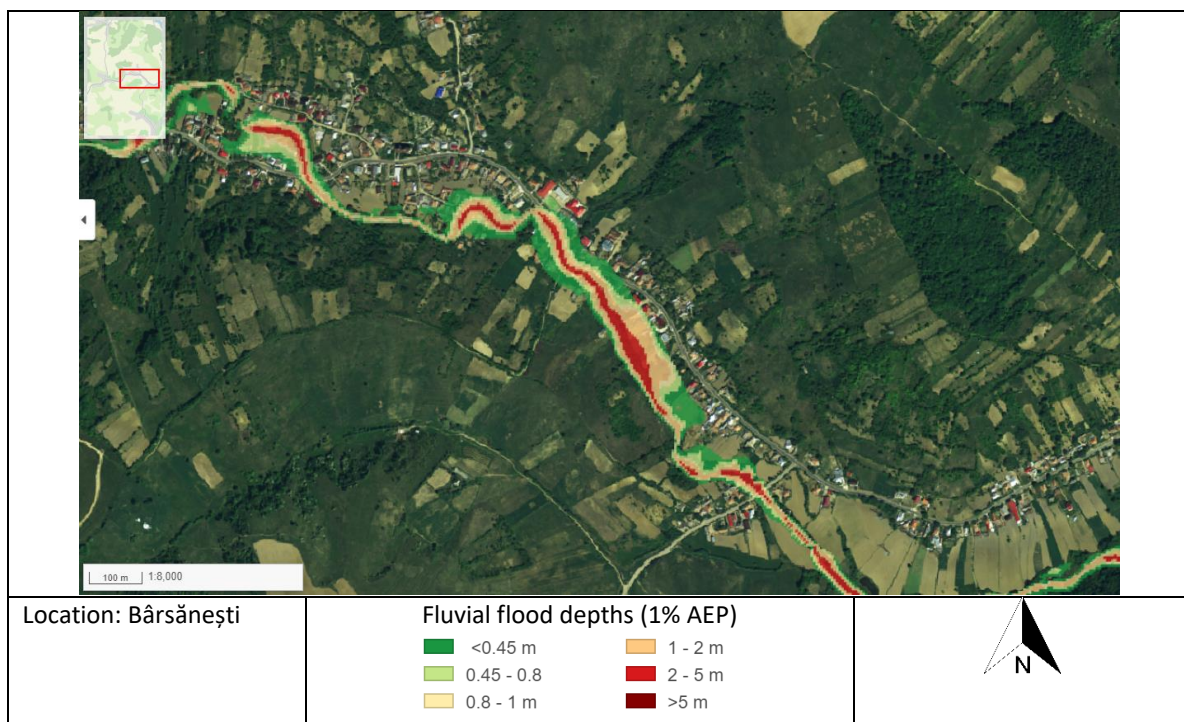 100 m 1:8,000
Location: Bârsănești
Fluvial flood depths (1% AEP)
<0.45 m
1 - 2 m
0.45 - 0.8
2 - 5 m
0.8 - 1 m
>5 m
N